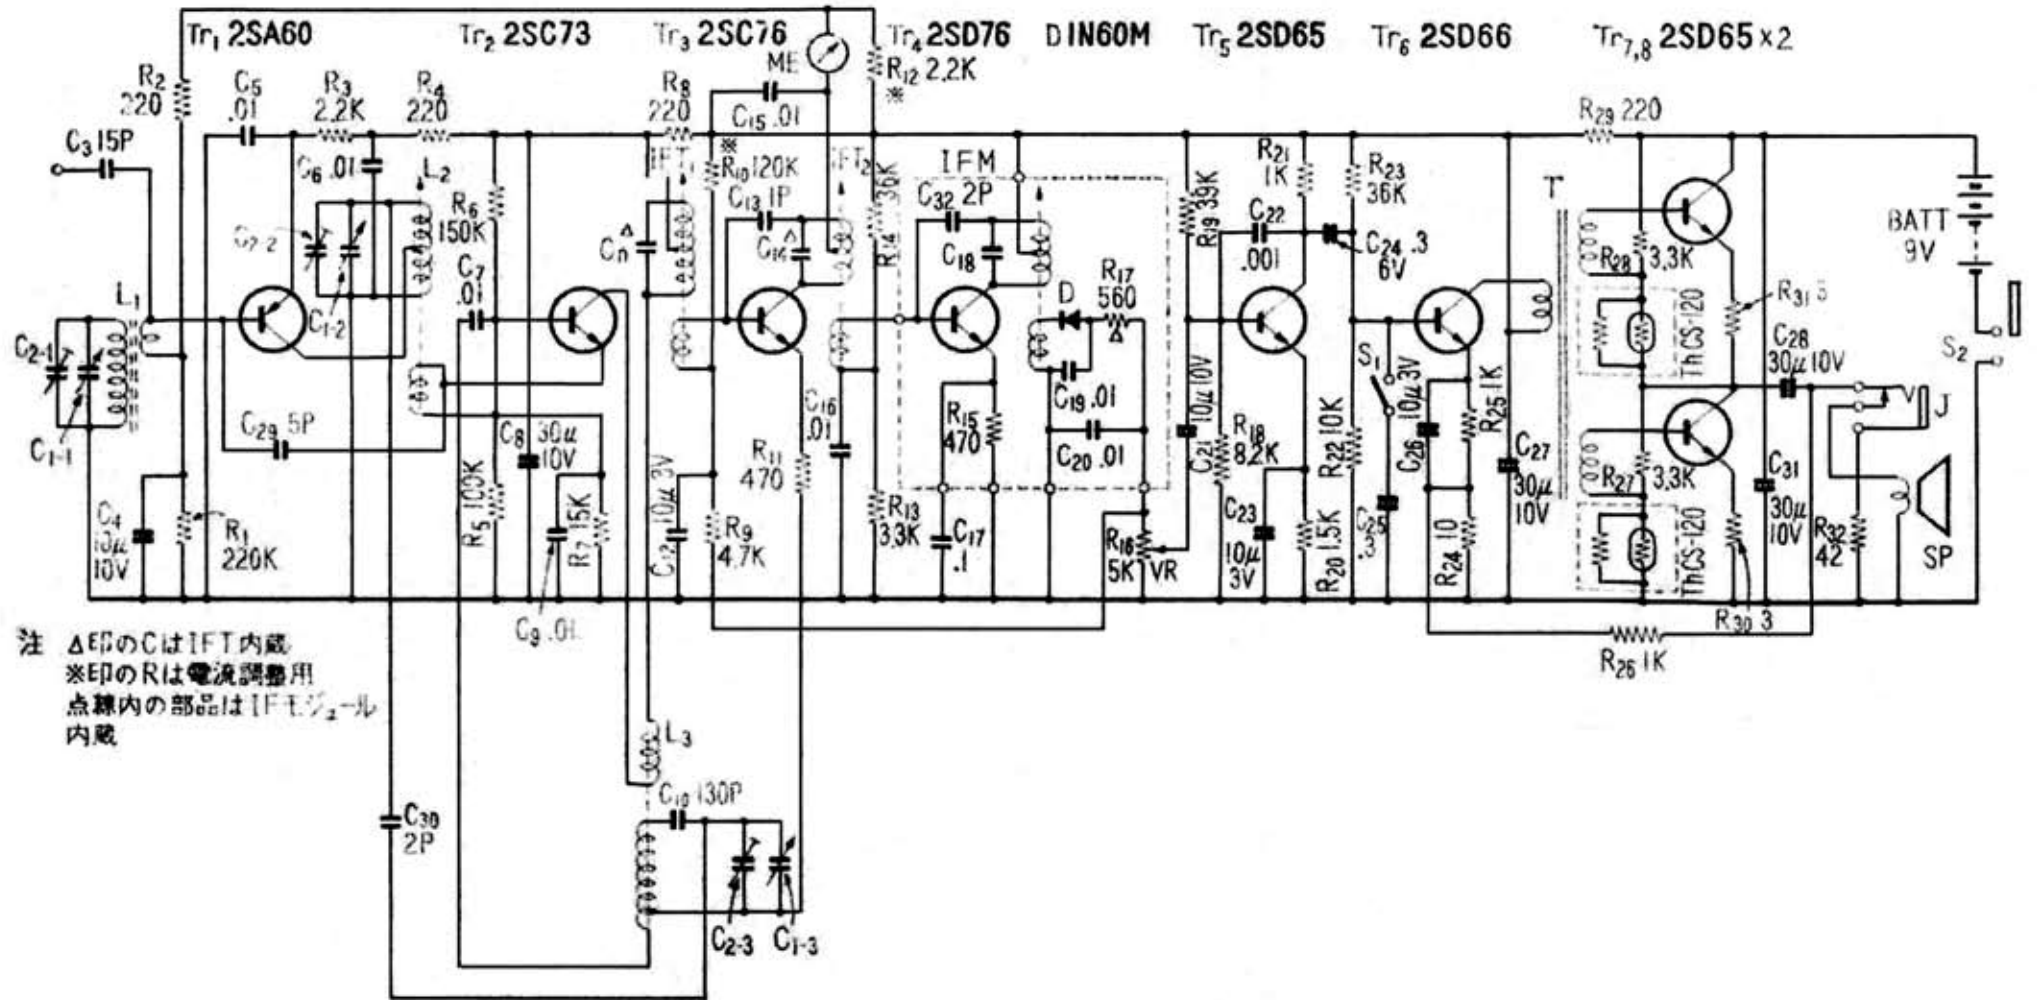 Tr₁ 2SA60
Tr₂ 2SC73
Tr₃ 2SC76
Tr₄ 2SD76
D IN60M
Tr₅ 2SD65
Tr₆ 2SD66
Tr₇,₈ 2SD65×2
R₂ 220
C₃ 15P
C₅ .01
R₃ 2.2K
R₄ 220
C₆ .01
L₂
C₂₋₂
C₁₋₂
L₁
C₂₋₁
C₁₋₁
C₂₉ 5P
C₄ 10μ 10V
R₁ 220K
R₆ 150K
C₇ .01
C₈ 30μ 10V
R₅ 100K
R₇ 15K
C₉ .01
R₈ 220
ME
C₁₅ .01
※
R₁₀ 120K
C₁₃ 1P
△
C₁₄
IFT₂
R₁₂ 2.2K
※
R₁₄ 36K
C₁₂ 10μ 3V
R₉ 4.7K
R₁₁ 470
C₁₆ .01
R₁₃ 3.3K
IFM
C₃₂ 2P
C₁₈
D
R₁₇ 560
△
C₁₉ .01
C₂₀ .01
R₁₅ 470
C₁₇ .1
R₁₆ 5K VR
R₁₉ 39K
C₂₁ 10μ 10V
R₁₈ 8.2K
C₂₂ .001
R₂₁ 1K
C₂₃ 10μ 3V
R₂₀ 1.5K
C₂₄ .3 6V
R₂₃ 36K
R₂₂ 10K
S₁
C₂₅ .3
C₂₆ 10μ 3V
R₂₅ 1K
R₂₄ 10
C₂₇ 30μ 10V
T
R₂₉ 220
R₂₈ 3.3K
ThCS-120
R₂₇ 3.3K
ThCS-120
R₃₁
R₃₀ 3
C₂₈ 30μ 10V
C₃₁ 30μ 10V
R₃₂ 42
J
SP
BATT 9V
S₂
R₂₆ 1K
L₃
C₁₀ 130P
C₃₀ 2P
C₂₋₃
C₁₋₃
注 △印のCはIFT内蔵
※印のRは電流調整用
点線内の部品はIFモジュール
内蔵